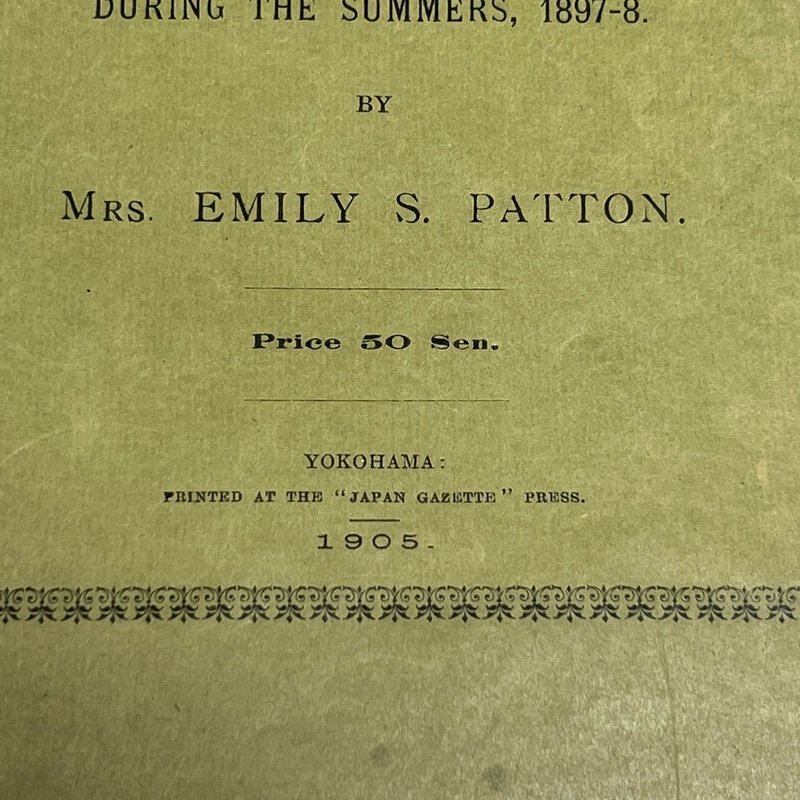 DURING THE SUMMERS, 1897-8.
BY
MRS. EMILY S. PATTON.
Price 50 Sen.
YOKOHAMA:
PRINTED AT THE "JAPAN GAZETTE" PRESS.
1905.